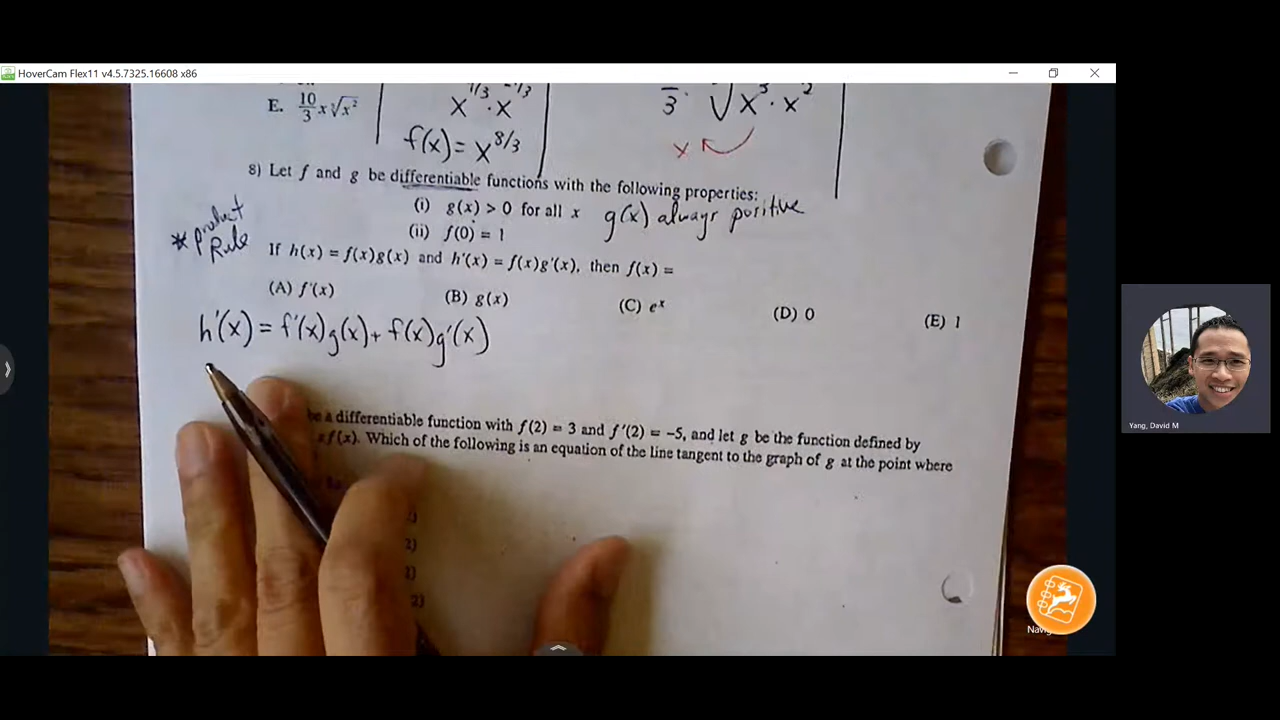 HoverCam Flex11 v4.5.7325.16608 x86
E. 10/3 x∛x²
x · x
f(x) = x^8/3
3 · √x³ · x²
x
8) Let f and g be differentiable functions with the following properties:
(i) g(x) > 0 for all x g(x) always positive
(ii) f(0) = 1
* Product
Rule
If h(x) = f(x)g(x) and h'(x) = f(x)g'(x), then f(x) =
(A) f'(x) (B) g(x) (C) eˣ (D) 0 (E) 1
h'(x) = f'(x)g(x) + f(x)g'(x)
be a differentiable function with f(2) = 3 and f'(2) = −5, and let g be the function defined by
f(x). Which of the following is an equation of the line tangent to the graph of g at the point where
2)
2)
2)
Yang, David M